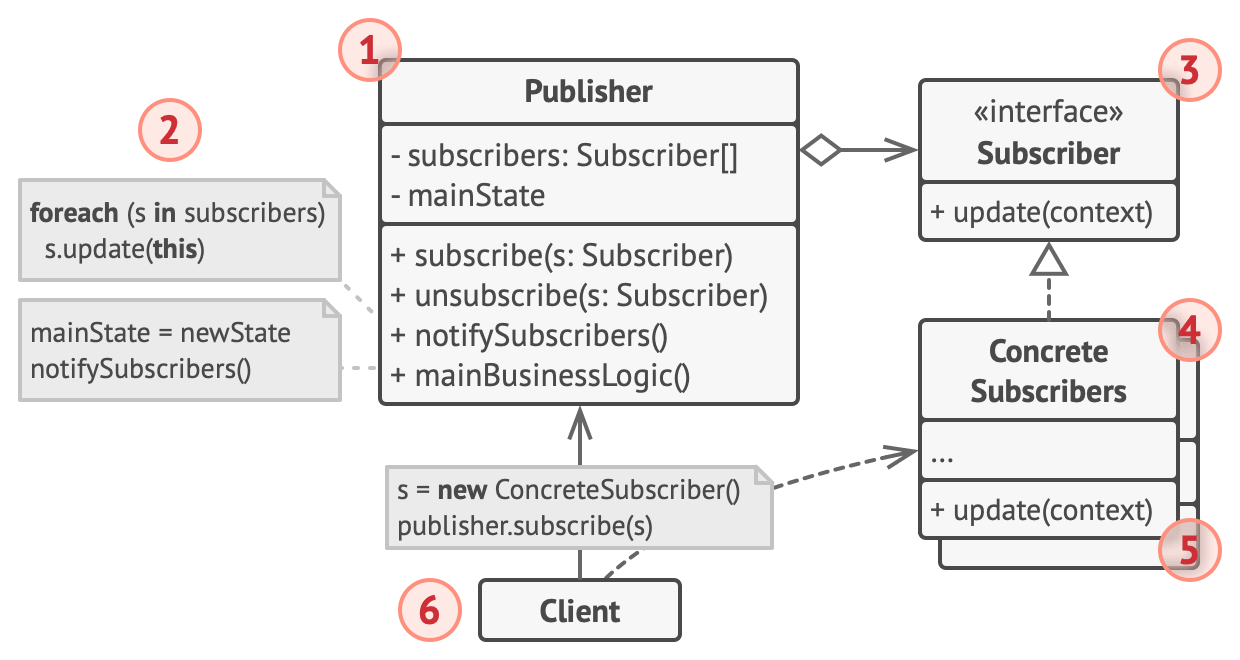 1
Publisher
- subscribers: Subscriber[]
- mainState
+ subscribe(s: Subscriber)
+ unsubscribe(s: Subscriber)
+ notifySubscribers()
+ mainBusinessLogic()
2
foreach (s in subscribers)
s.update(this)
mainState = newState
notifySubscribers()
3
«interface»
Subscriber
+ update(context)
4
Concrete
Subscribers
...
+ update(context)
5
s = new ConcreteSubscriber()
publisher.subscribe(s)
6
Client